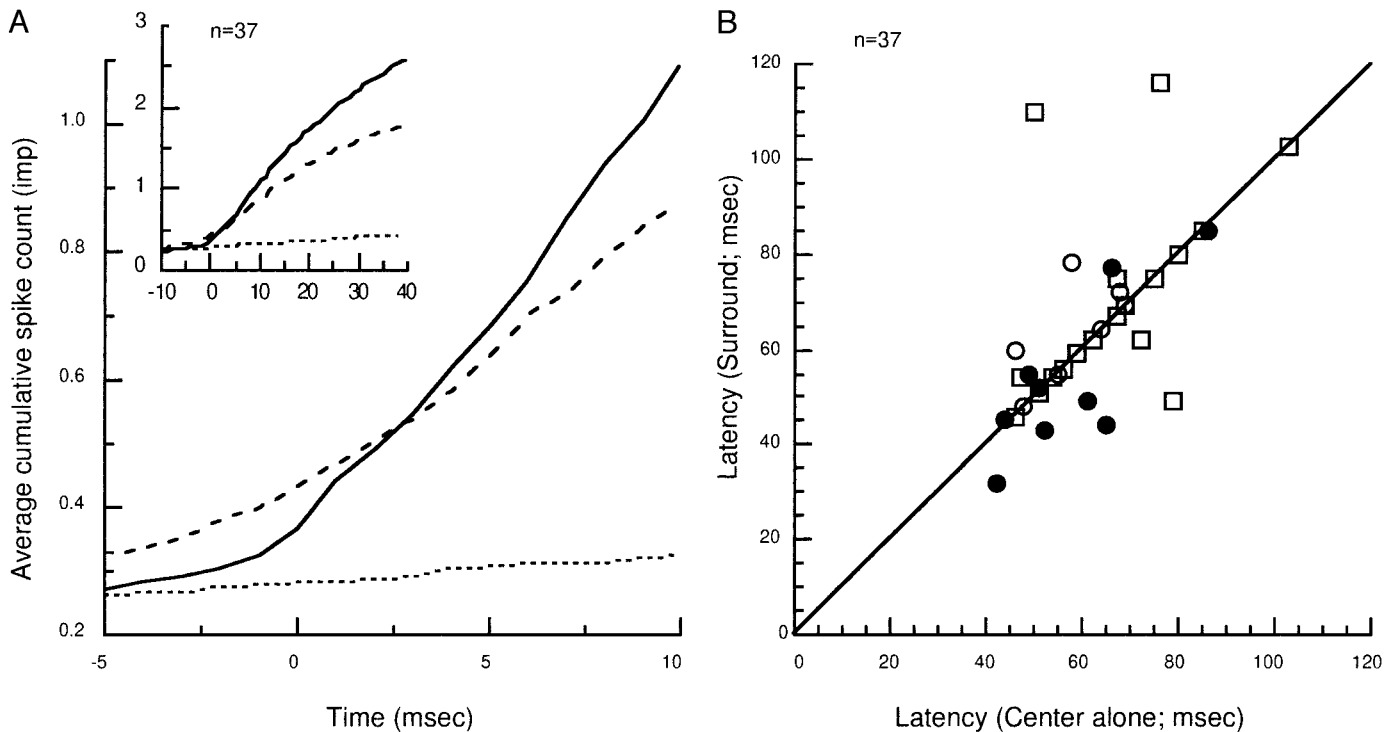 A
B
n=37
3
2
1
0
-10 0 10 20 30 40
Average cumulative spike count (imp)
1.0
0.8
0.6
0.4
0.2
-5 0 5 10
Time (msec)
n=37
Latency (Surround; msec)
120
100
80
60
40
20
0
0 20 40 60 80 100 120
Latency (Center alone; msec)